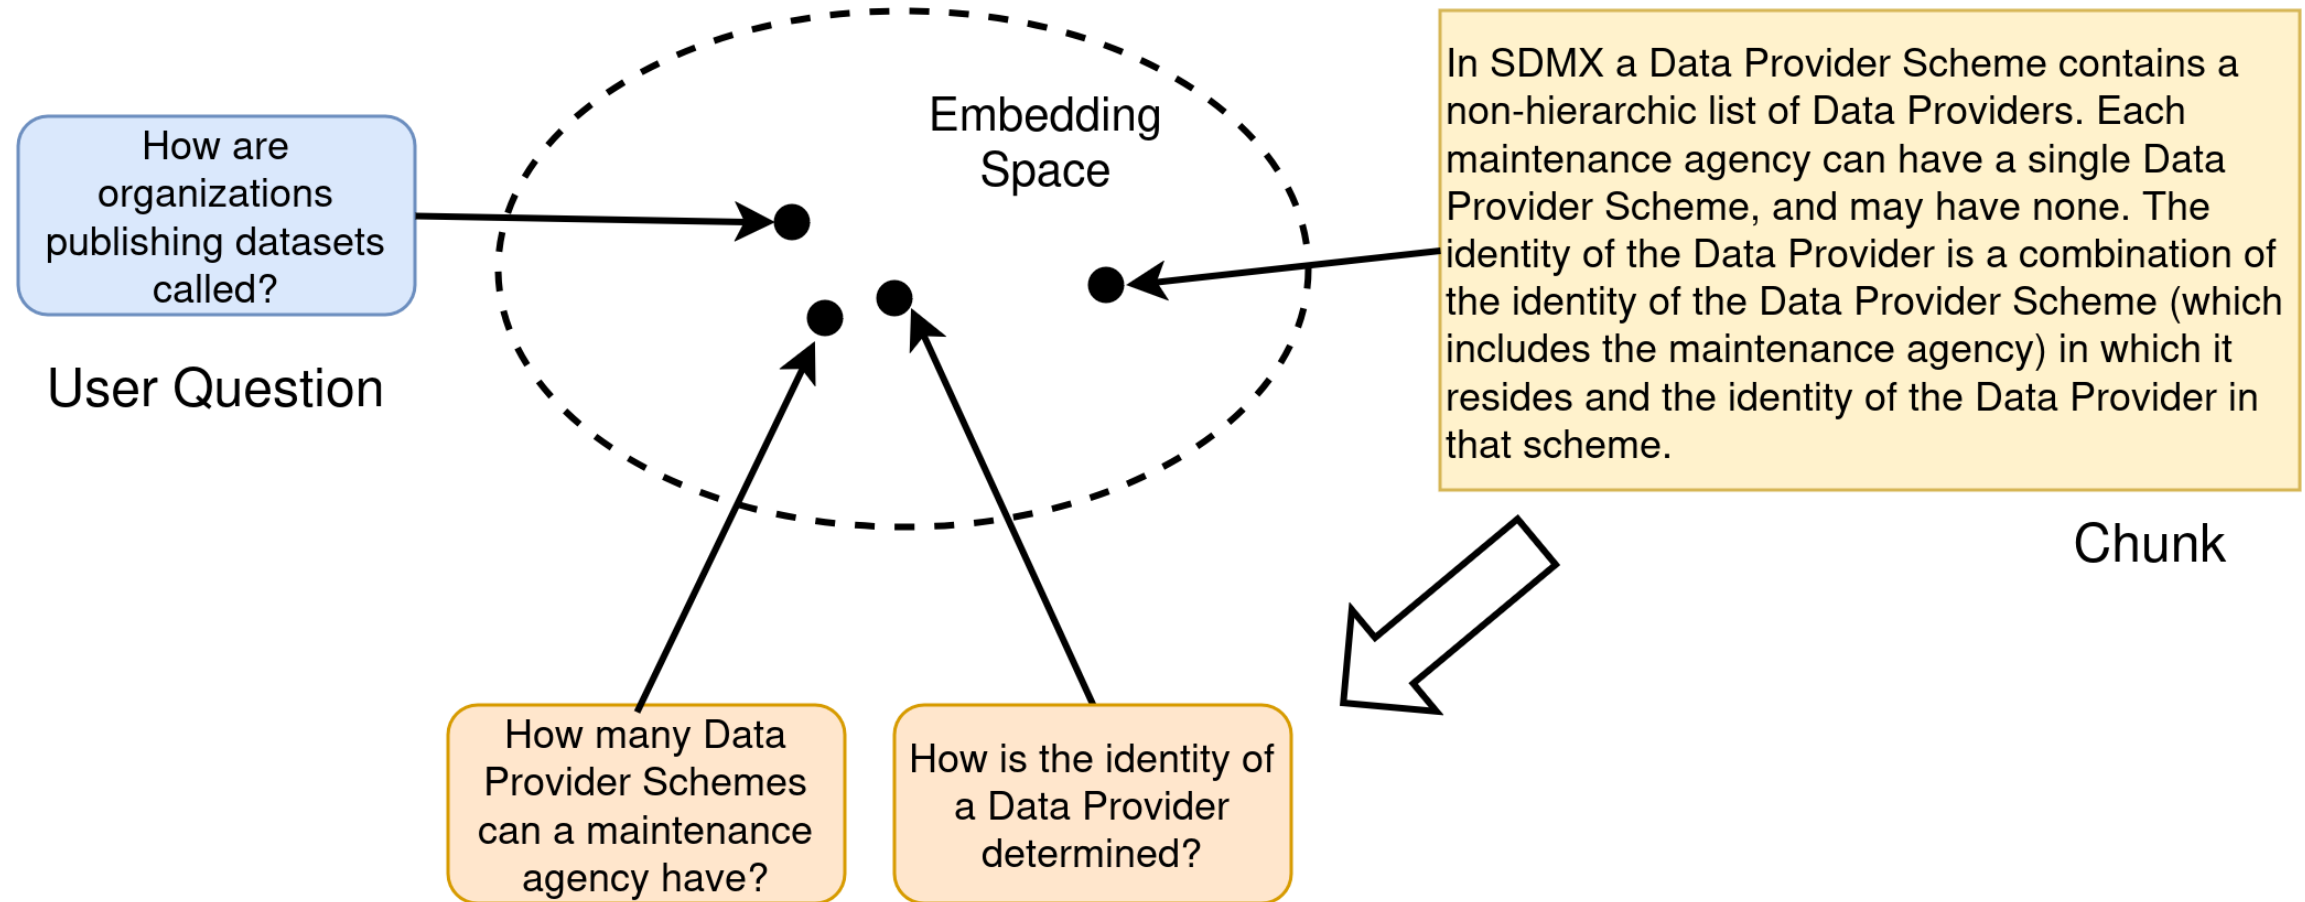 How are
organizations
publishing datasets
called?
User Question
Embedding
Space
In SDMX a Data Provider Scheme contains a
non-hierarchic list of Data Providers. Each
maintenance agency can have a single Data
Provider Scheme, and may have none. The
identity of the Data Provider is a combination of
the identity of the Data Provider Scheme (which
includes the maintenance agency) in which it
resides and the identity of the Data Provider in
that scheme.
Chunk
How many Data
Provider Schemes
can a maintenance
agency have?
How is the identity of
a Data Provider
determined?